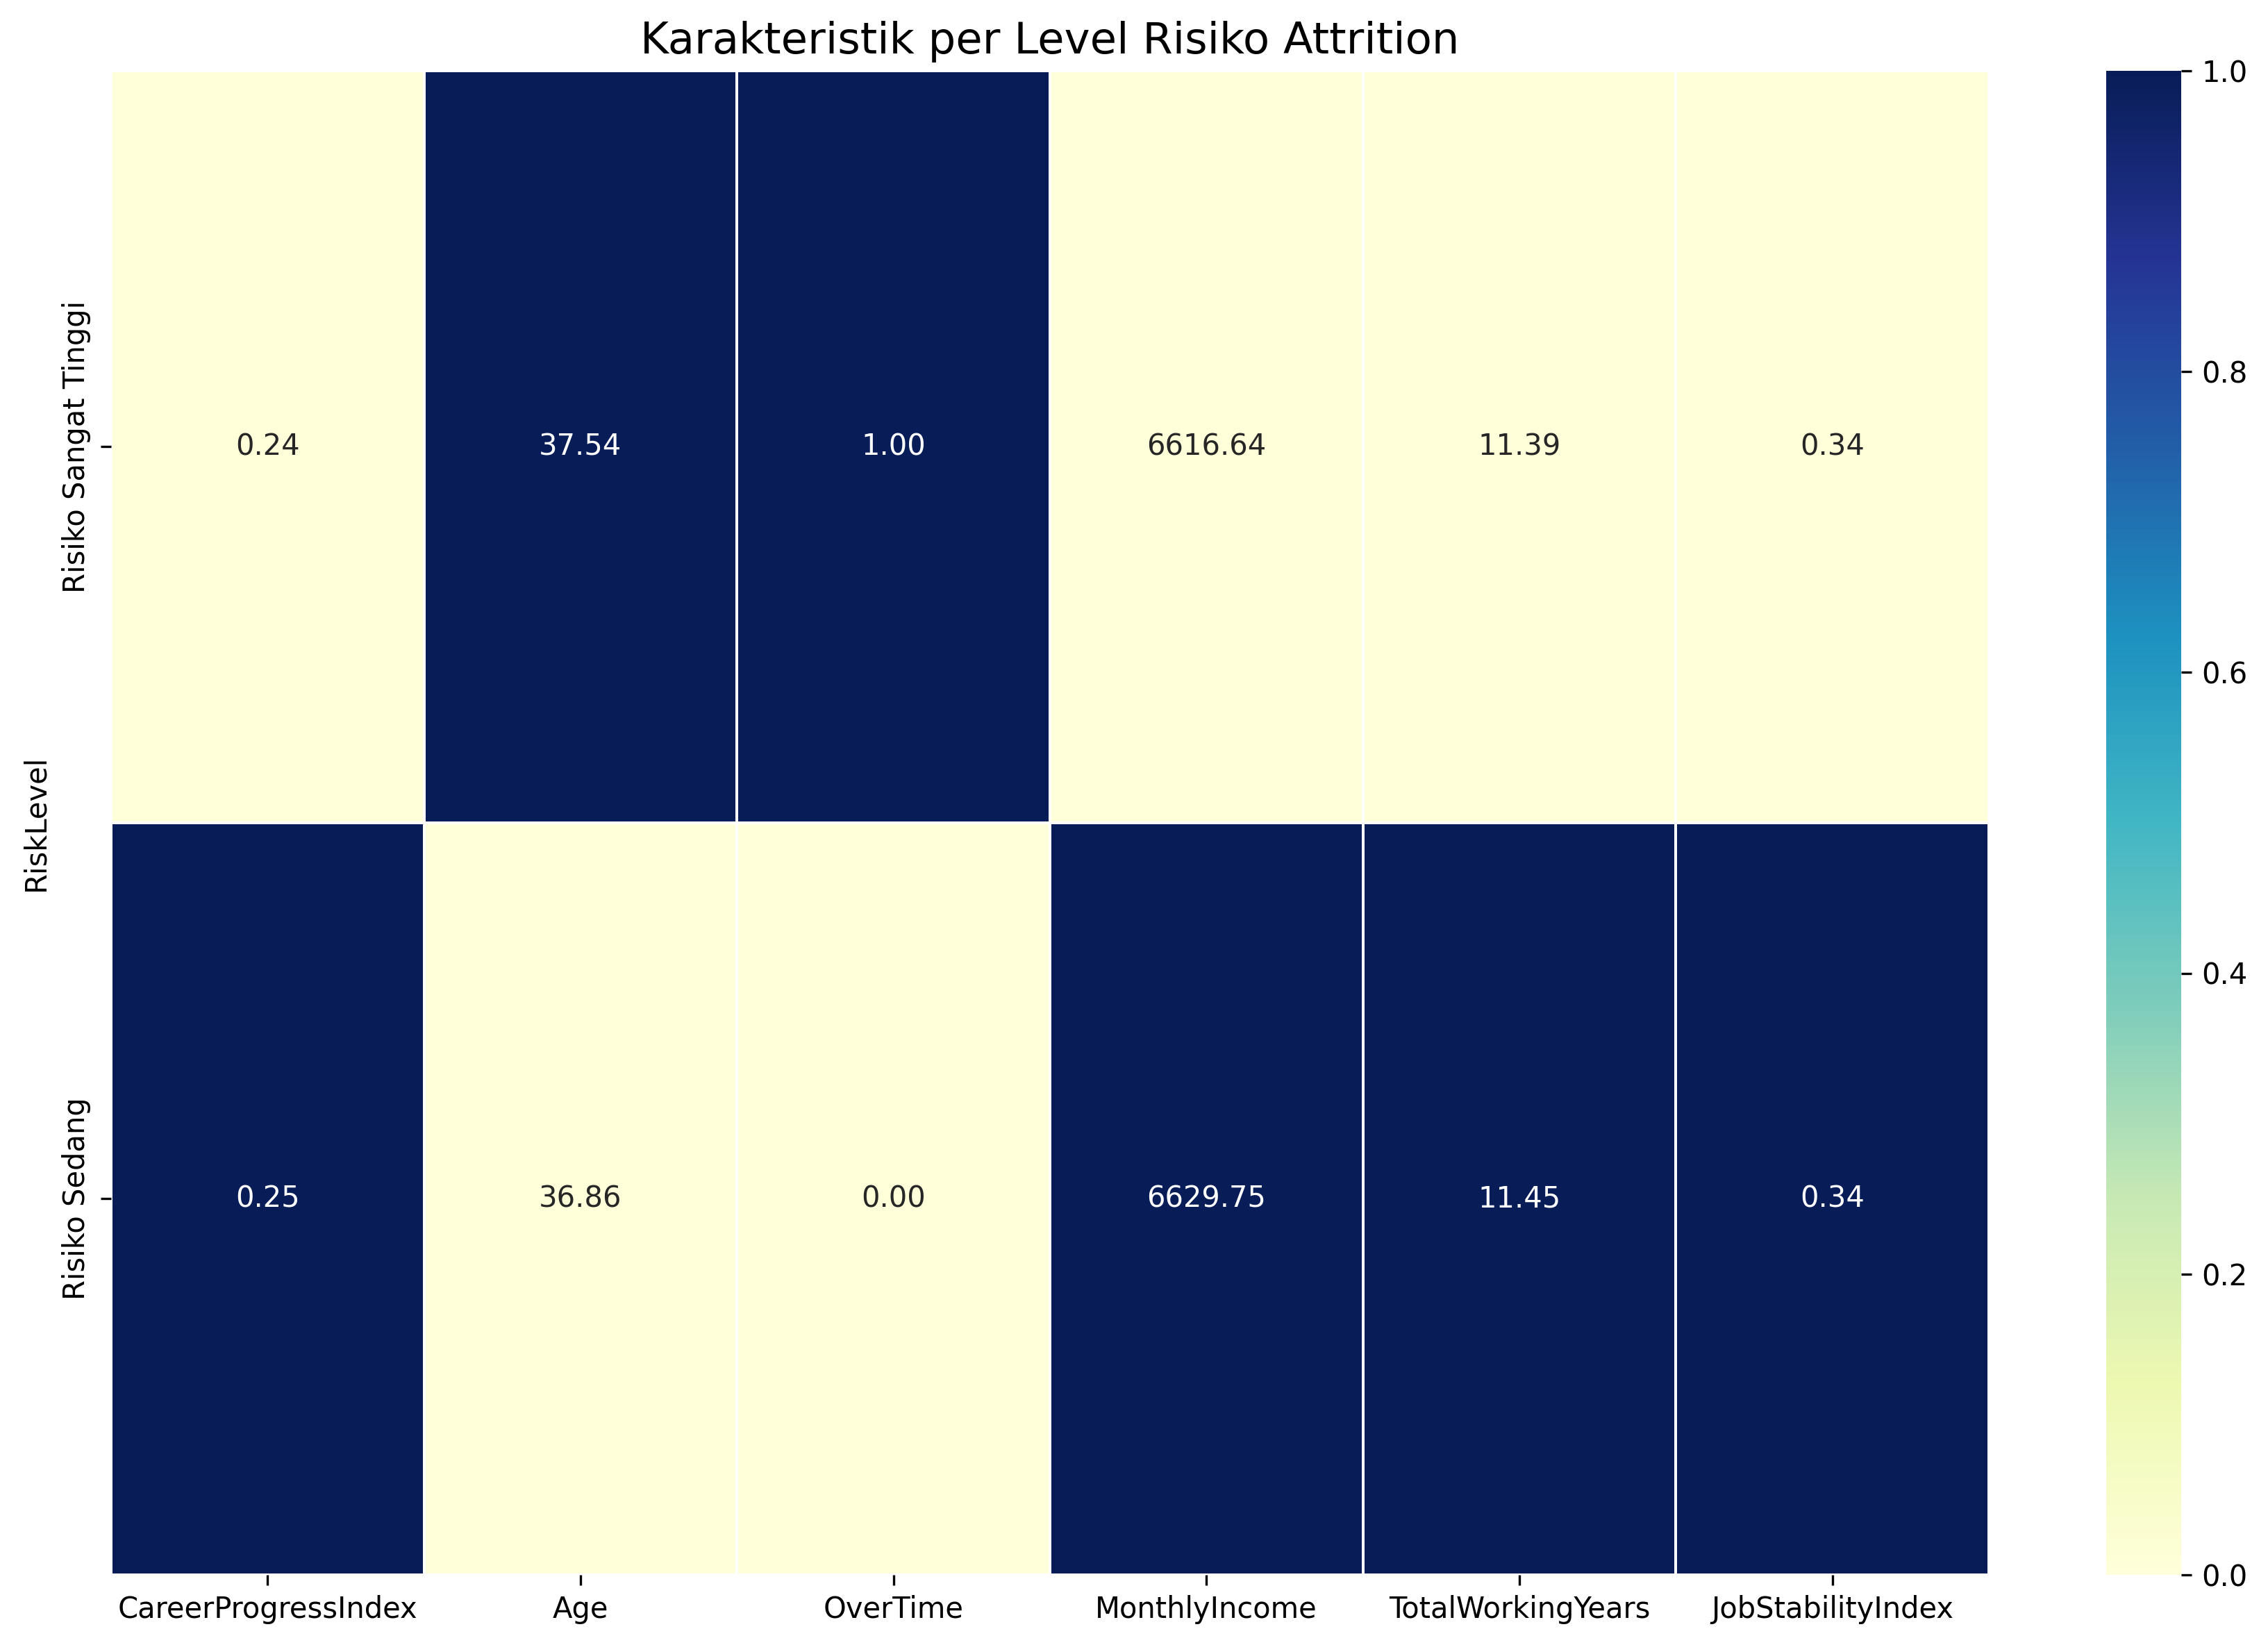 Karakteristik per Level Risiko Attrition
RiskLevel
Risiko Sangat Tinggi
0.24 37.54 1.00 6616.64 11.39 0.34
Risiko Sedang
0.25 36.86 0.00 6629.75 11.45 0.34
CareerProgressIndex Age OverTime MonthlyIncome TotalWorkingYears JobStabilityIndex
1.0
0.8
0.6
0.4
0.2
0.0